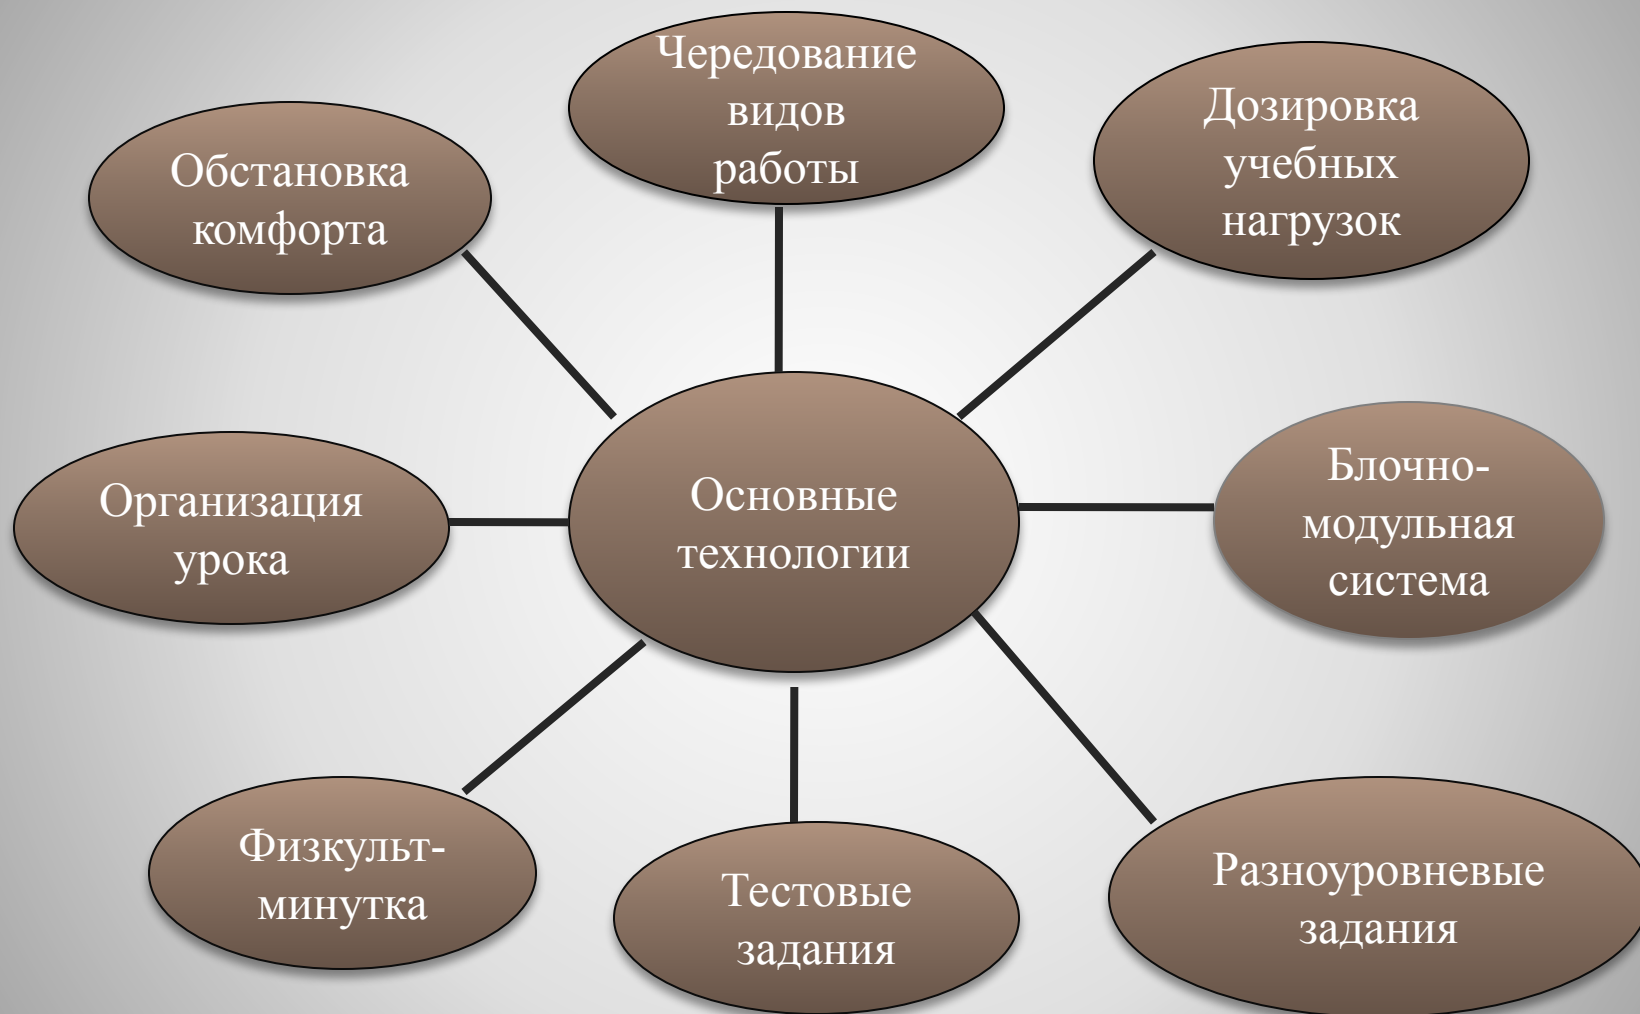 Чередование
видов
работы
Дозировка
учебных
нагрузок
Обстановка
комфорта
Блочно-
модульная
система
Организация
урока
Основные
технологии
Физкульт-
минутка
Тестовые
задания
Разноуровневые
задания